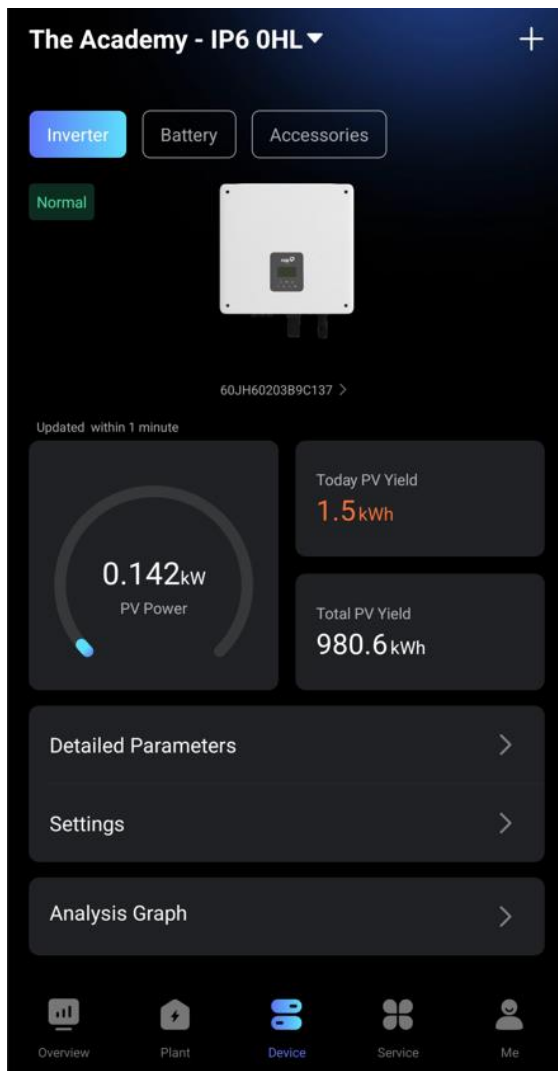 The Academy - IP6 0HL
Inverter Battery Accessories
Normal
60JH60203B9C137
Updated within 1 minute
0.142kW
PV Power
Today PV Yield
1.5kWh
Total PV Yield
980.6kWh
Detailed Parameters
Settings
Analysis Graph
Overview Plant Device Service Me